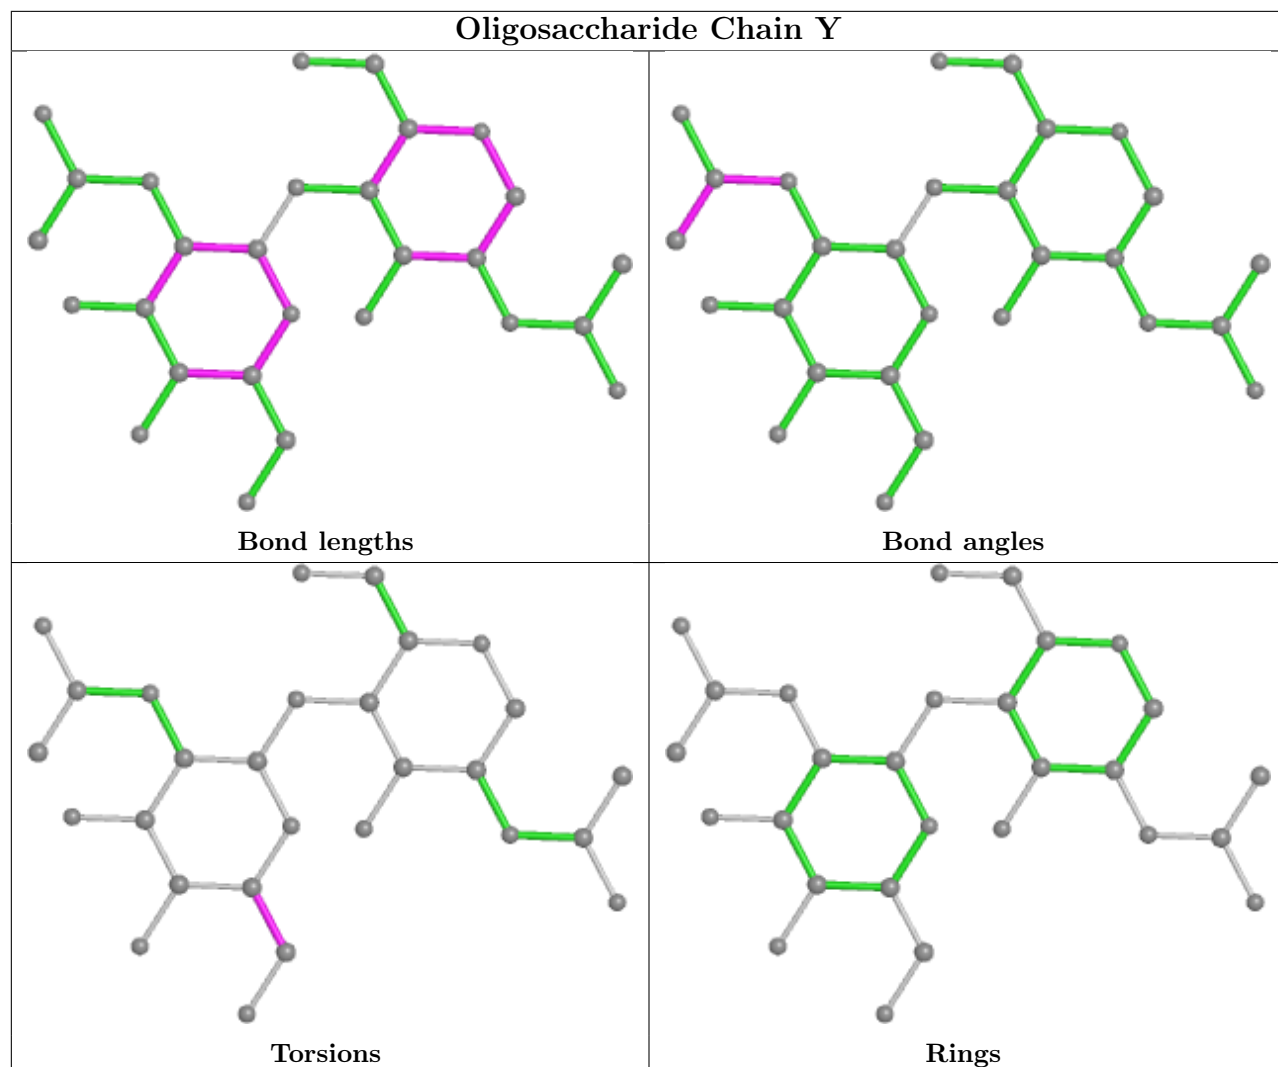 Oligosaccharide Chain Y
Bond lengths
Bond angles
Torsions
Rings